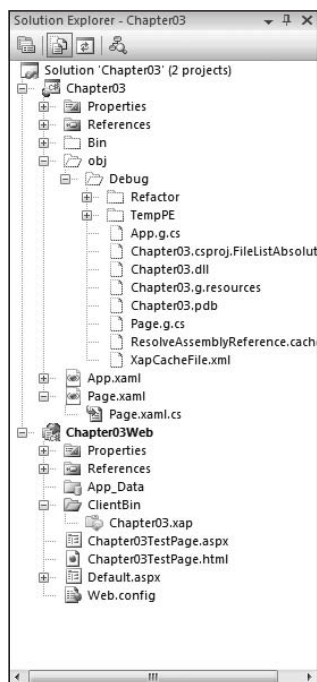 Solution Explorer - Chapter03
Solution 'Chapter03' (2 projects)
Chapter03
Properties
References
Bin
obj
Debug
Refactor
TempPE
App.g.cs
Chapter03.csproj.FileListAbsolut
Chapter03.dll
Chapter03.g.resources
Chapter03.pdb
Page.g.cs
ResolveAssemblyReference.cache
XapCacheFile.xml
App.xaml
Page.xaml
Page.xaml.cs
Chapter03Web
Properties
References
App_Data
ClientBin
Chapter03.xap
Chapter03TestPage.aspx
Chapter03TestPage.html
Default.aspx
Web.config